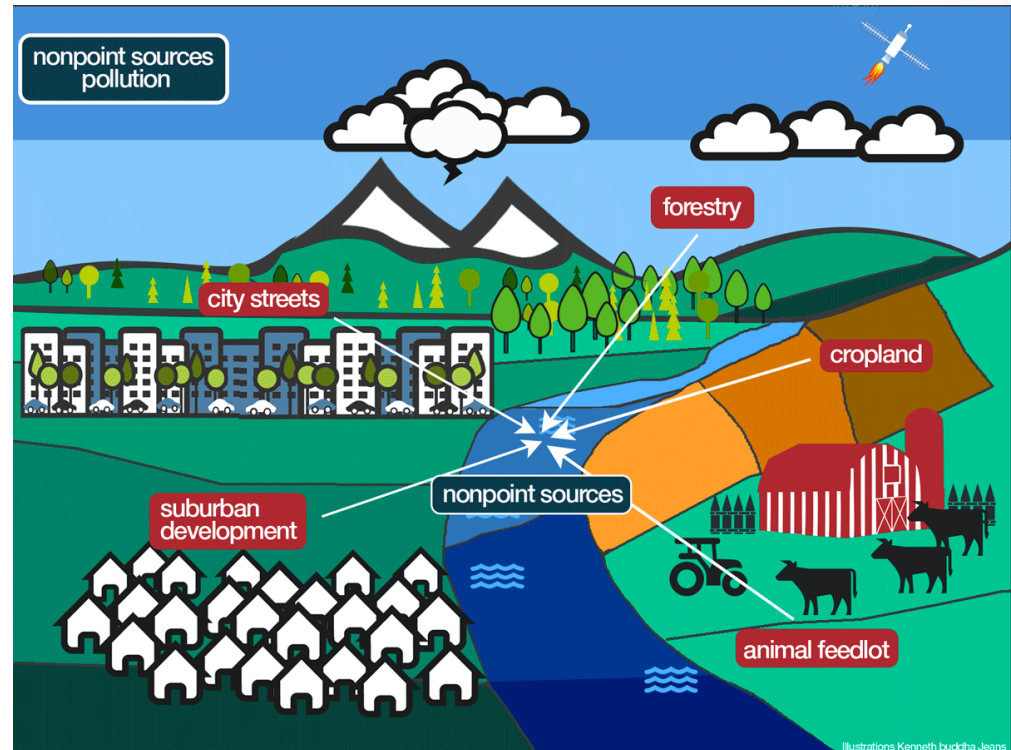 nonpoint sources
pollution
forestry
city streets
cropland
nonpoint sources
suburban
development
animal feedlot
Illustrations Kenneth buddha Jeans